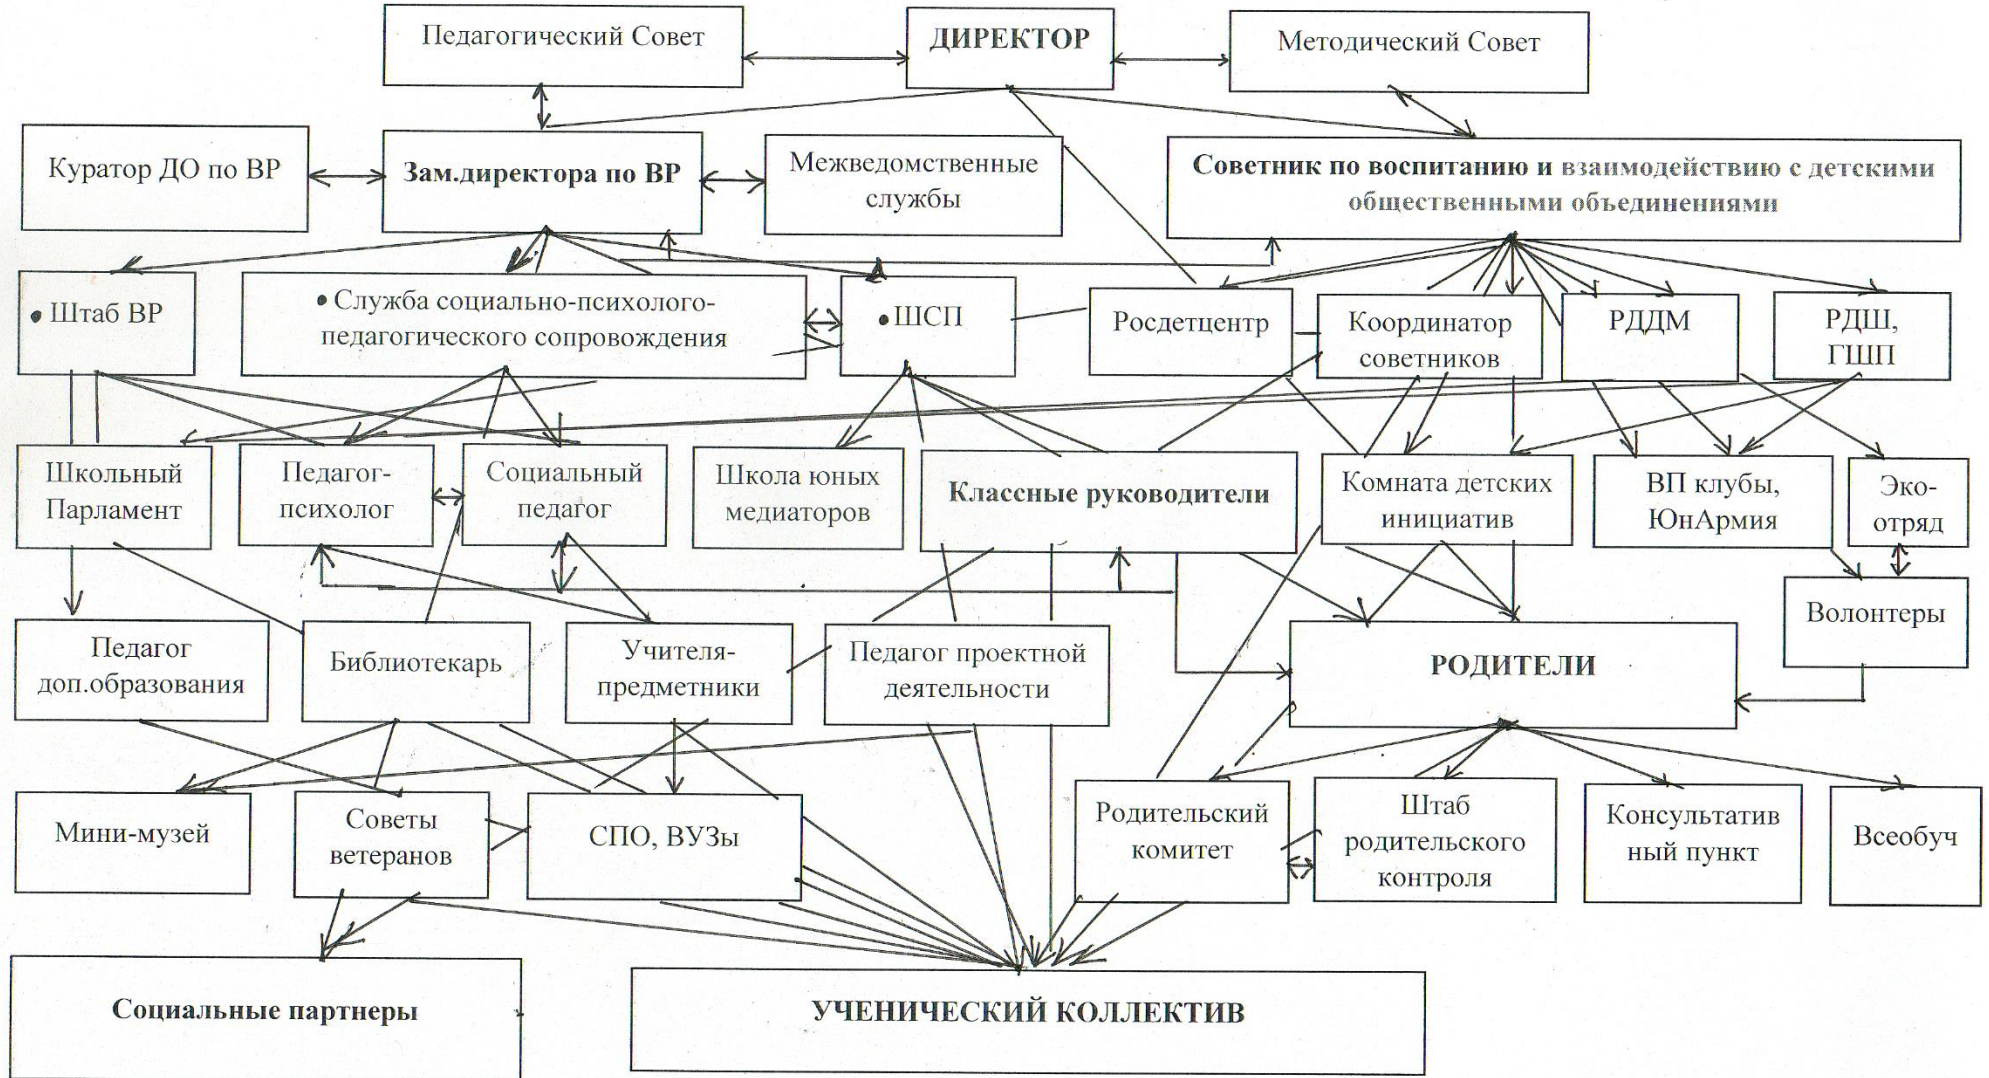 Педагогический Совет
ДИРЕКТОР
Методический Совет
Куратор ДО по ВР
Зам.директора по ВР
Межведомственные
службы
Советник по воспитанию и взаимодействию с детскими
общественными объединениями
• Штаб ВР
• Служба социально-психолого-
педагогического сопровождения
• ШСП
Росдетцентр
Координатор
советников
РДДМ
РДШ,
ГШП
Школьный
Парламент
Педагог-
психолог
Социальный
педагог
Школа юных
медиаторов
Классные руководители
Комната детских
инициатив
ВП клубы,
ЮнАрмия
Эко-
отряд
Волонтеры
Педагог
доп.образования
Библиотекарь
Учителя-
предметники
Педагог проектной
деятельности
РОДИТЕЛИ
Мини-музей
Советы
ветеранов
СПО, ВУЗы
Родительский
комитет
Штаб
родительского
контроля
Консультатив
ный пункт
Всеобуч
Социальные партнеры
УЧЕНИЧЕСКИЙ КОЛЛЕКТИВ